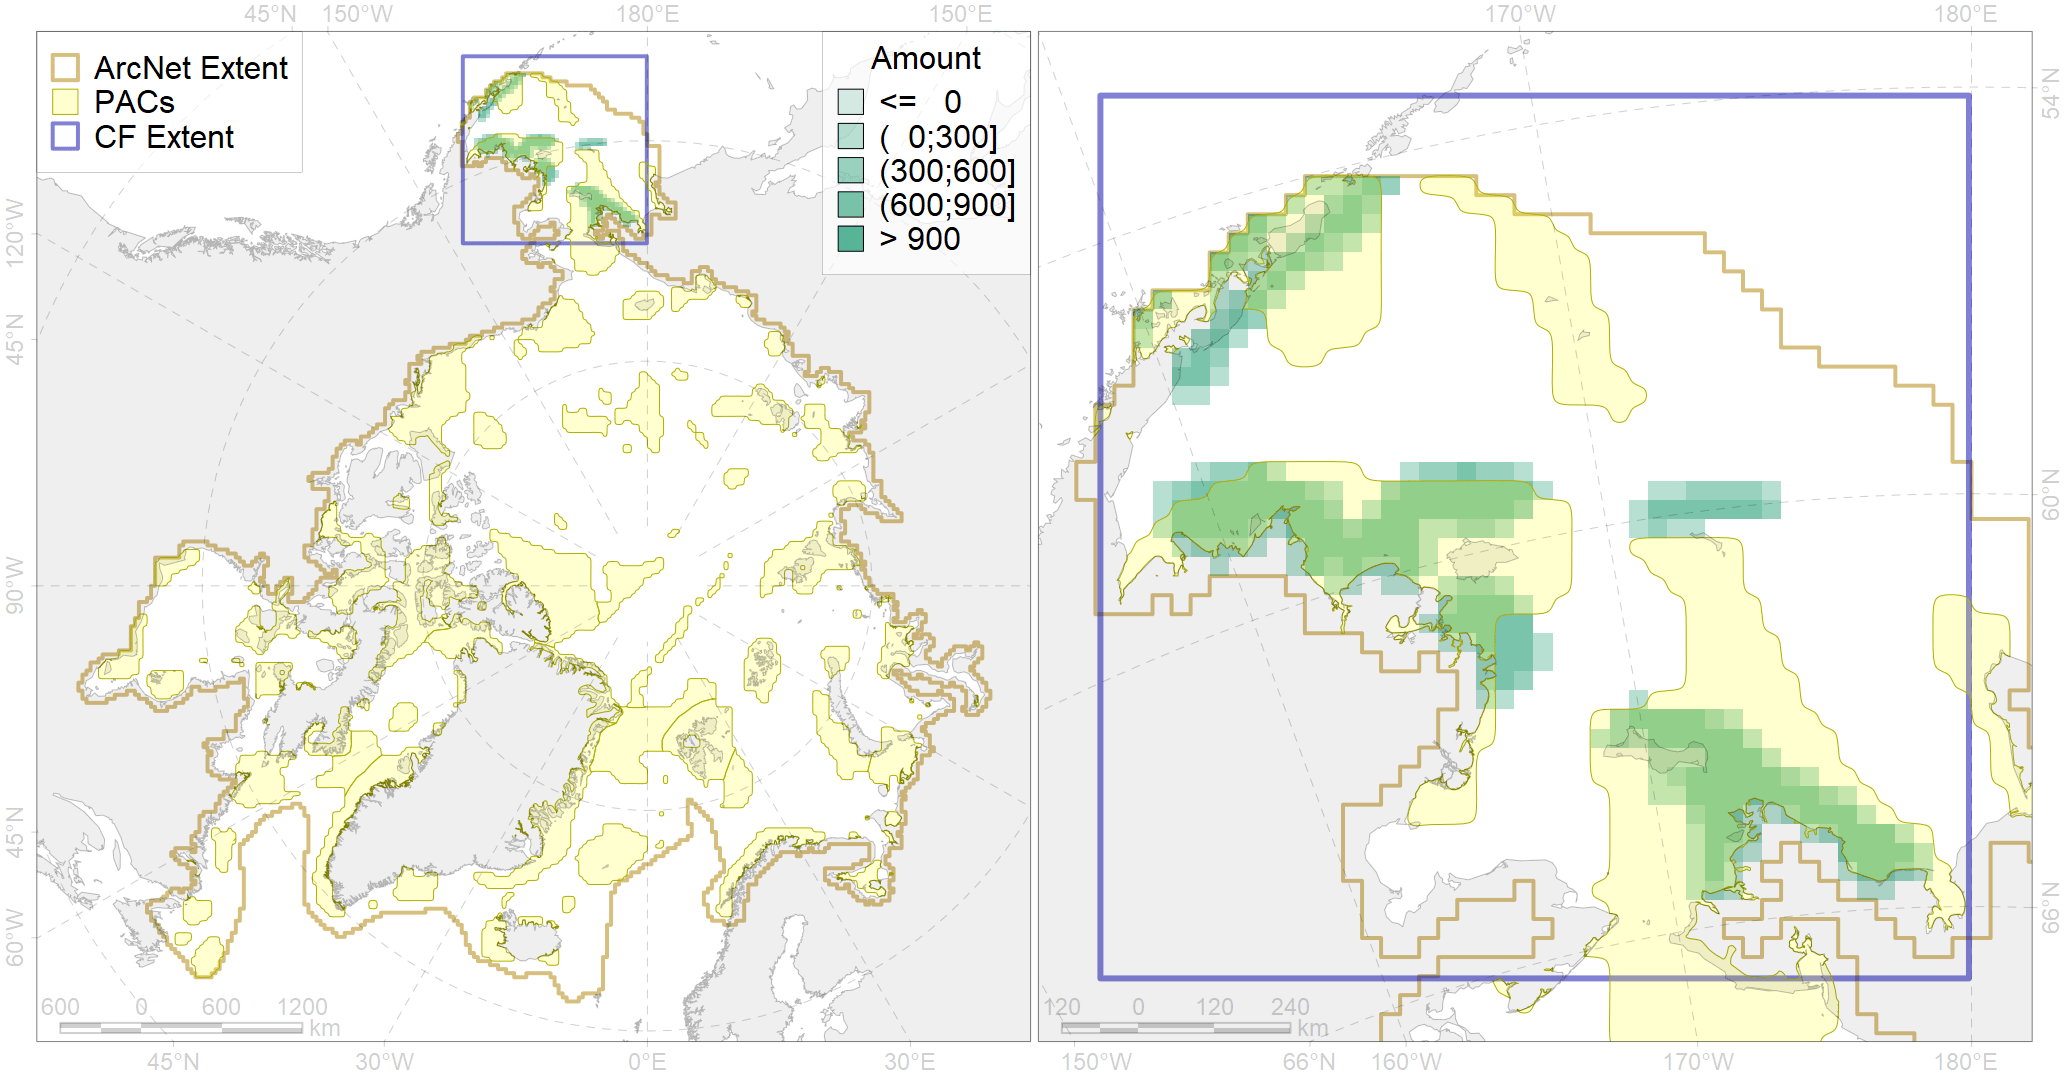 45°N 150°W 180°E 150°E 170°W 180°E
ArcNet Extent
PACs
CF Extent
Amount
<= 0
( 0;300]
(300;600]
(600;900]
> 900
120°W
45°N
90°W
45°N
60°W
54°N
60°N
66°N
600 0 600 1200
km
120 0 120 240
km
45°N 30°W 0°E 30°E 150°W 66°N 160°W 170°W 180°E